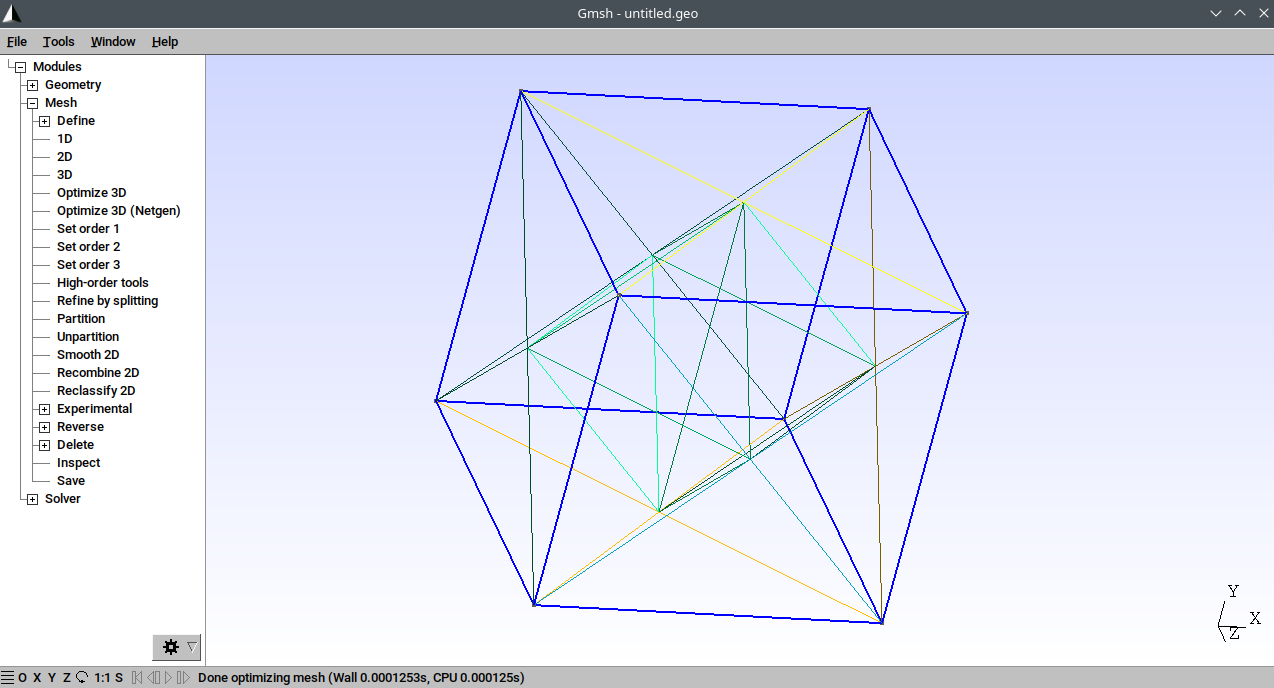 Gmsh - untitled.geo
File Tools Window Help
Modules
Geometry
Mesh
Define
1D
2D
3D
Optimize 3D
Optimize 3D (Netgen)
Set order 1
Set order 2
Set order 3
High-order tools
Refine by splitting
Partition
Unpartition
Smooth 2D
Recombine 2D
Reclassify 2D
Experimental
Reverse
Delete
Inspect
Save
Solver
Y
X
Z
O X Y Z 1:1 S Done optimizing mesh (Wall 0.0001253s, CPU 0.000125s)